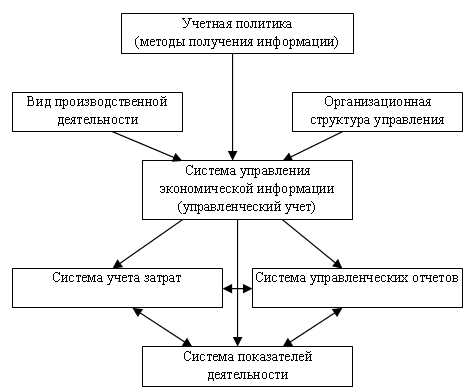 Учетная политика
(методы получения информации)
Вид производственной
деятельности
Организационная
структура управления
Система управления
экономической информации
(управленческий учет)
Система учета затрат
Система управленческих отчетов
Система показателей
деятельности